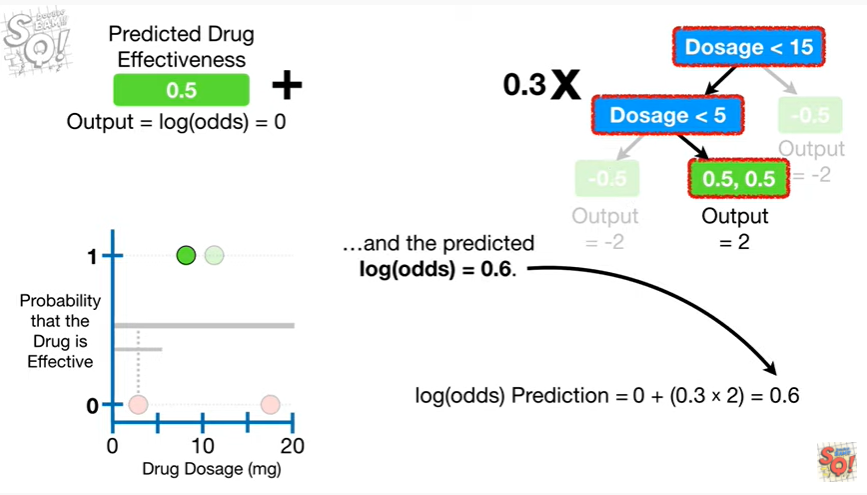 Predicted Drug
Effectiveness
0.5
+
Output = log(odds) = 0
0.3 X
Dosage < 15
Dosage < 5
-0.5
Output
= -2
-0.5
Output
= -2
0.5, 0.5
Output
= 2
…and the predicted
log(odds) = 0.6.
log(odds) Prediction = 0 + (0.3 × 2) = 0.6
Probability
that the
Drug is
Effective
1
0
0
10
20
Drug Dosage (mg)
SQ!
SQ!